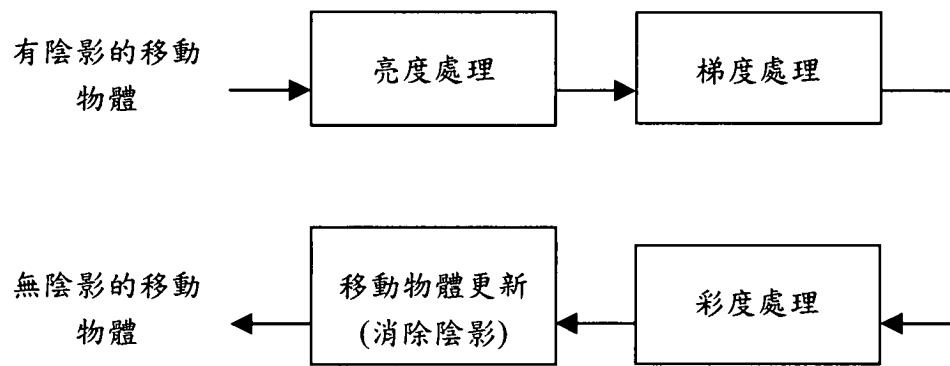 有陰影的移動
物體
亮度處理
梯度處理
無陰影的移動
物體
移動物體更新
(消除陰影)
彩度處理